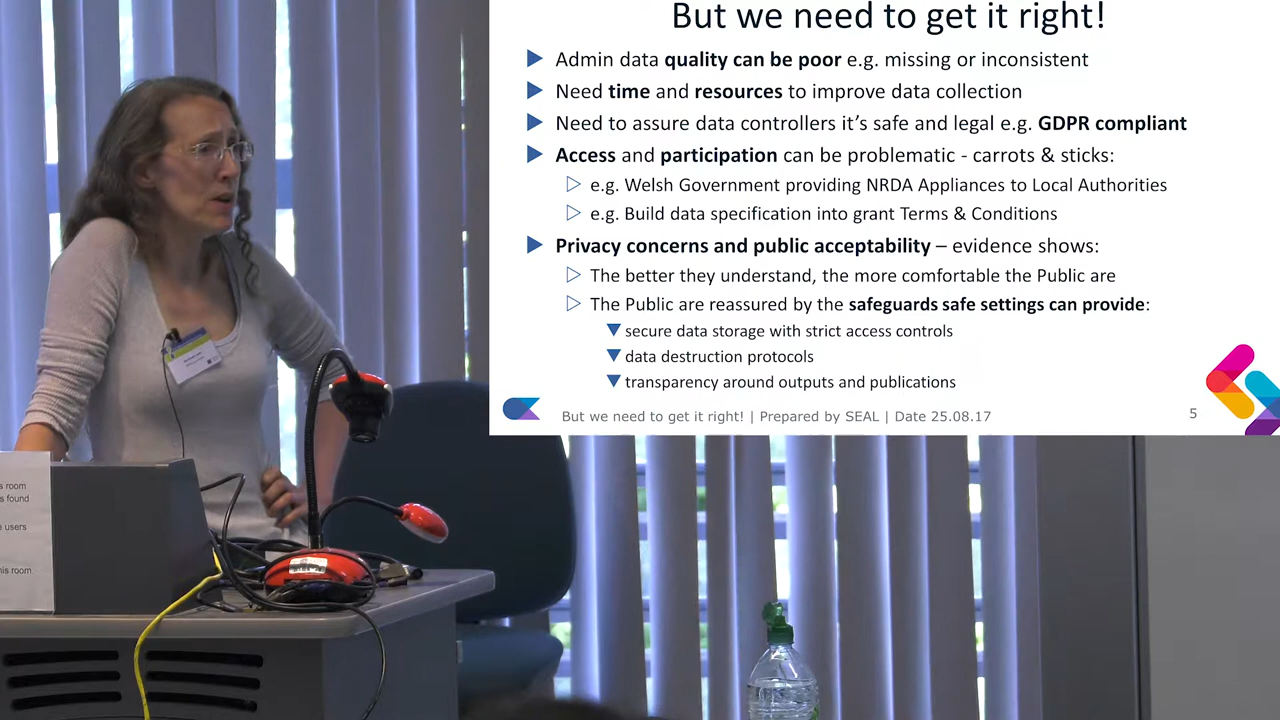 But we need to get it right!
Admin data quality can be poor e.g. missing or inconsistent
Need time and resources to improve data collection
Need to assure data controllers it's safe and legal e.g. GDPR compliant
Access and participation can be problematic - carrots & sticks:
e.g. Welsh Government providing NRDA Appliances to Local Authorities
e.g. Build data specification into grant Terms & Conditions
Privacy concerns and public acceptability – evidence shows:
The better they understand, the more comfortable the Public are
The Public are reassured by the safeguards safe settings can provide:
secure data storage with strict access controls
data destruction protocols
transparency around outputs and publications
But we need to get it right! | Prepared by SEAL | Date 25.08.17
5
room
found
users
room